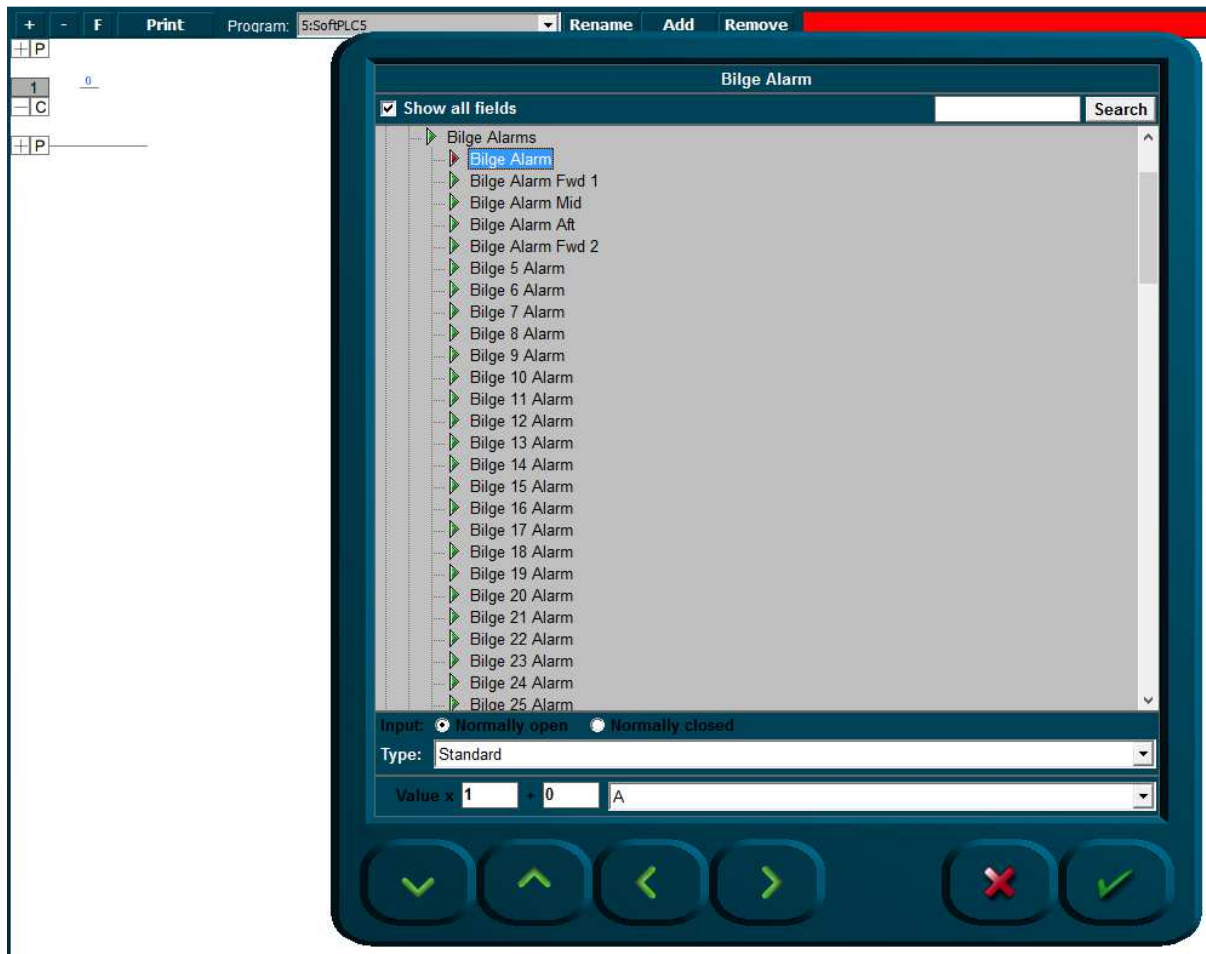 + - F Print Program: 5:SoftPLC5 Rename Add Remove
+ P
1 0
- C
+ P
Bilge Alarm
Show all fields Search
Bilge Alarms
Bilge Alarm
Bilge Alarm Fwd 1
Bilge Alarm Mid
Bilge Alarm Aft
Bilge Alarm Fwd 2
Bilge 5 Alarm
Bilge 6 Alarm
Bilge 7 Alarm
Bilge 8 Alarm
Bilge 9 Alarm
Bilge 10 Alarm
Bilge 11 Alarm
Bilge 12 Alarm
Bilge 13 Alarm
Bilge 14 Alarm
Bilge 15 Alarm
Bilge 16 Alarm
Bilge 17 Alarm
Bilge 18 Alarm
Bilge 19 Alarm
Bilge 20 Alarm
Bilge 21 Alarm
Bilge 22 Alarm
Bilge 23 Alarm
Bilge 24 Alarm
Bilge 25 Alarm
Input: Normally open Normally closed
Type: Standard
Value x 1 + 0 A